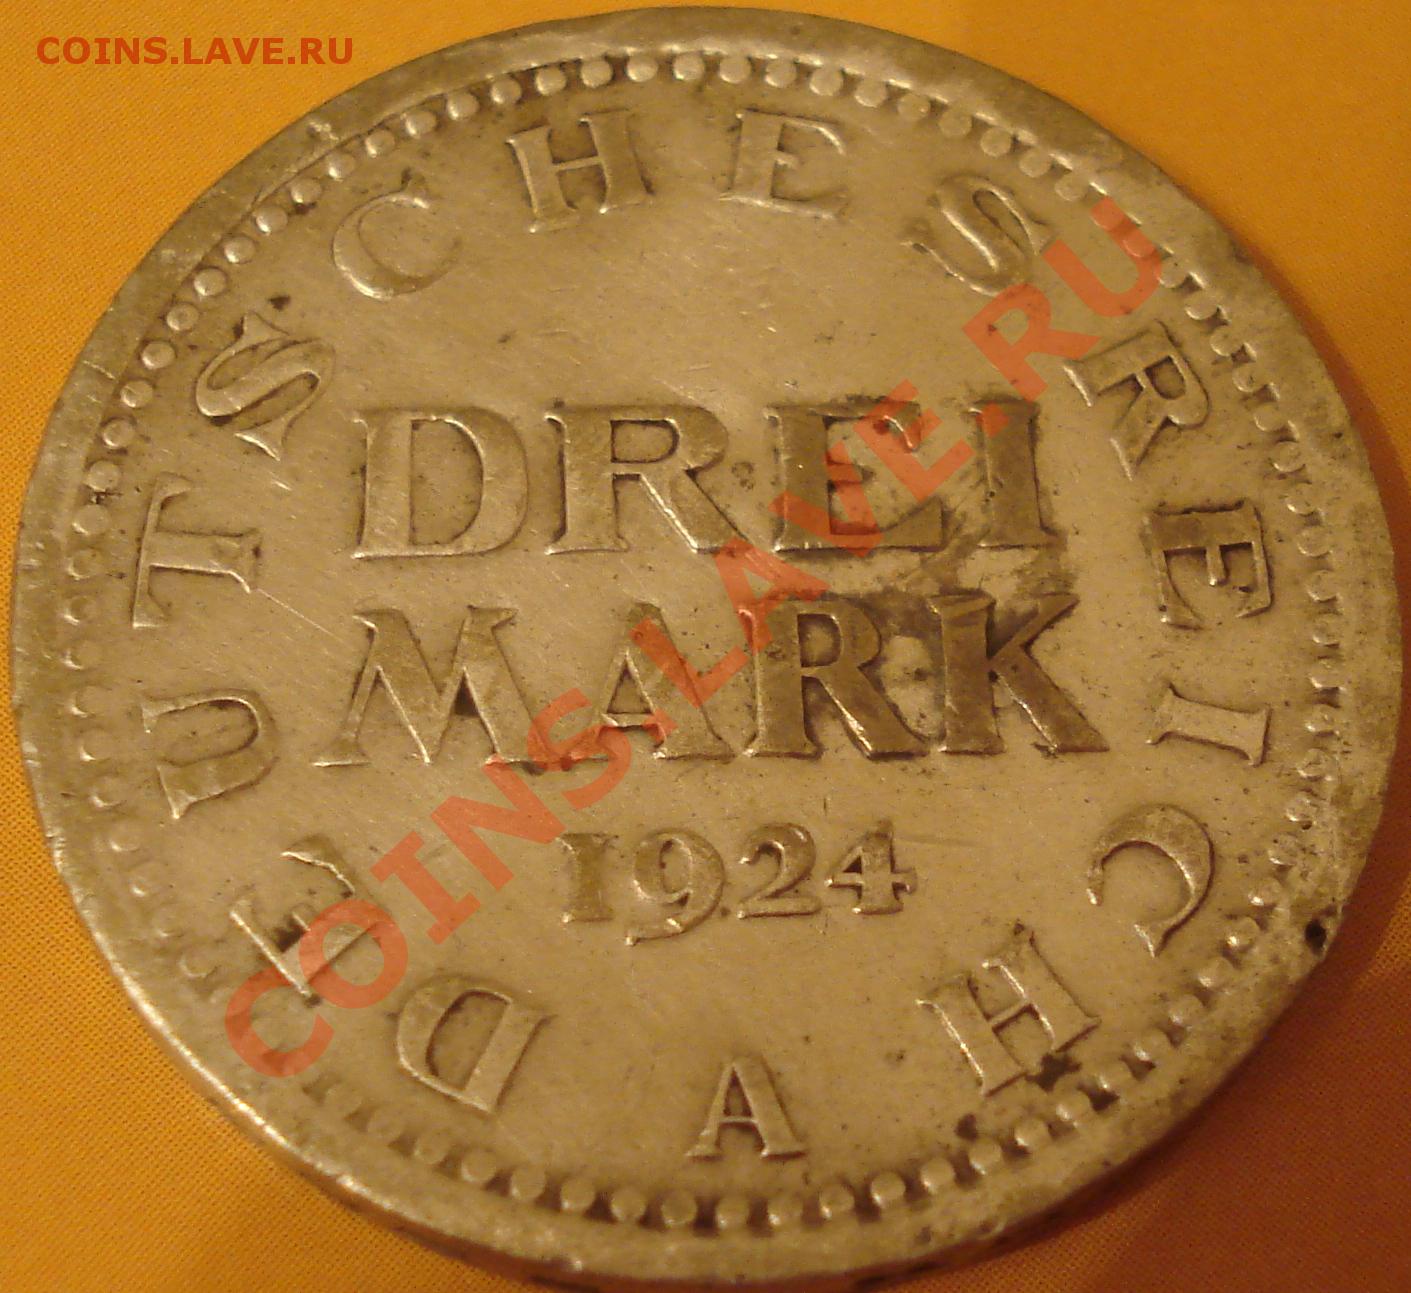 COINS.LAVE.RU
DEUTSCHES REICH
DREI
MARK
1924
A
COINS.LAVE.RU